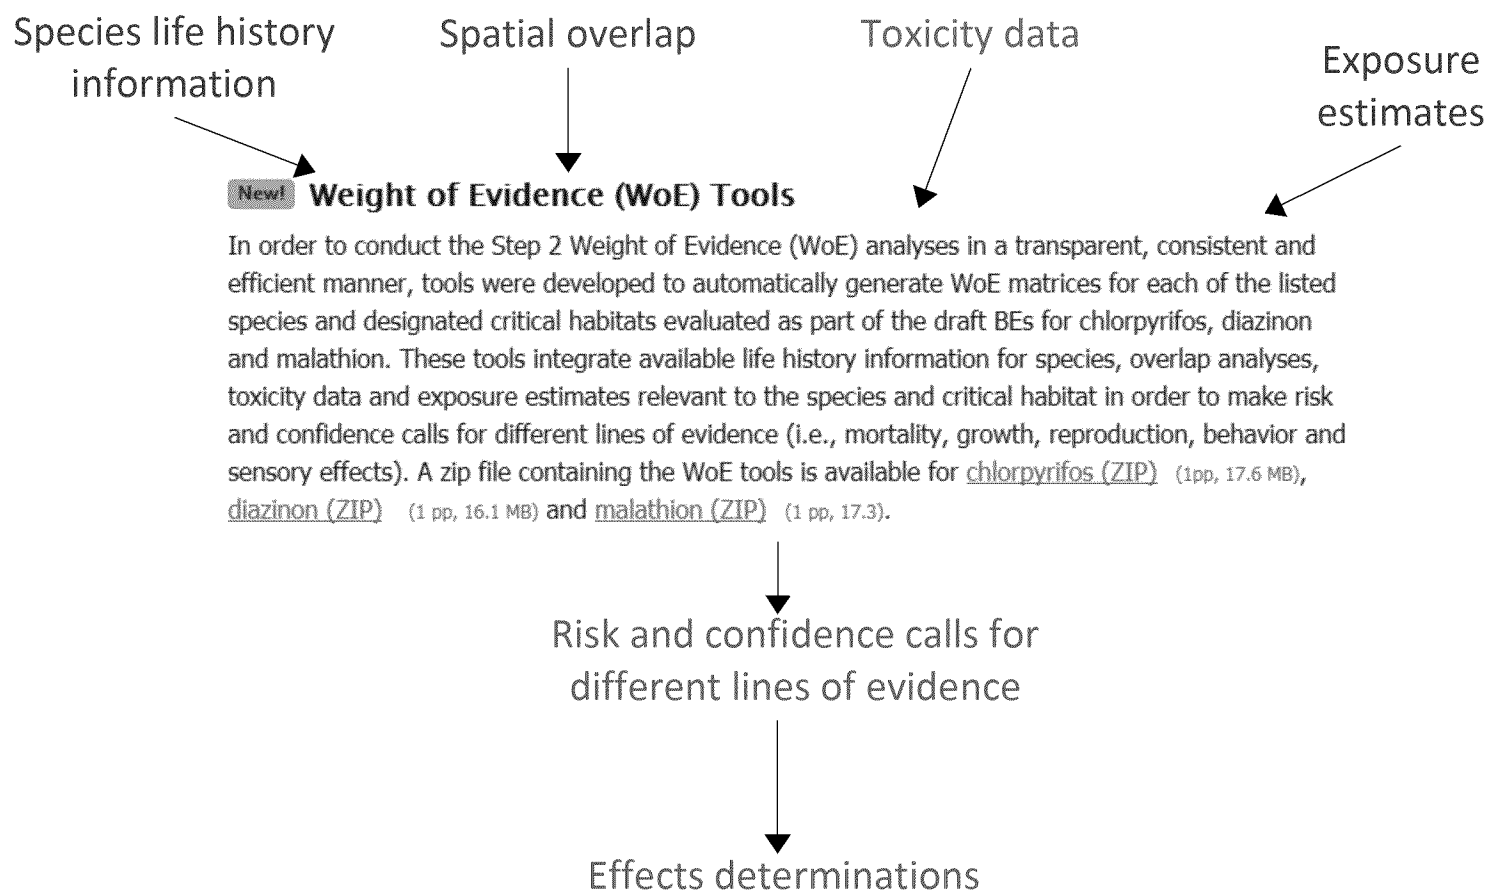 Species life history
information
Spatial overlap
Toxicity data
Exposure
estimates
New! Weight of Evidence (WoE) Tools
In order to conduct the Step 2 Weight of Evidence (WoE) analyses in a transparent, consistent and
efficient manner, tools were developed to automatically generate WoE matrices for each of the listed
species and designated critical habitats evaluated as part of the draft BEs for chlorpyrifos, diazinon
and malathion. These tools integrate available life history information for species, overlap analyses,
toxicity data and exposure estimates relevant to the species and critical habitat in order to make risk
and confidence calls for different lines of evidence (i.e., mortality, growth, reproduction, behavior and
sensory effects). A zip file containing the WoE tools is available for chlorpyrifos (ZIP) (1pp, 17.6 MB),
diazinon (ZIP) (1 pp, 16.1 MB) and malathion (ZIP) (1 pp, 17.3).
Risk and confidence calls for
different lines of evidence
Effects determinations